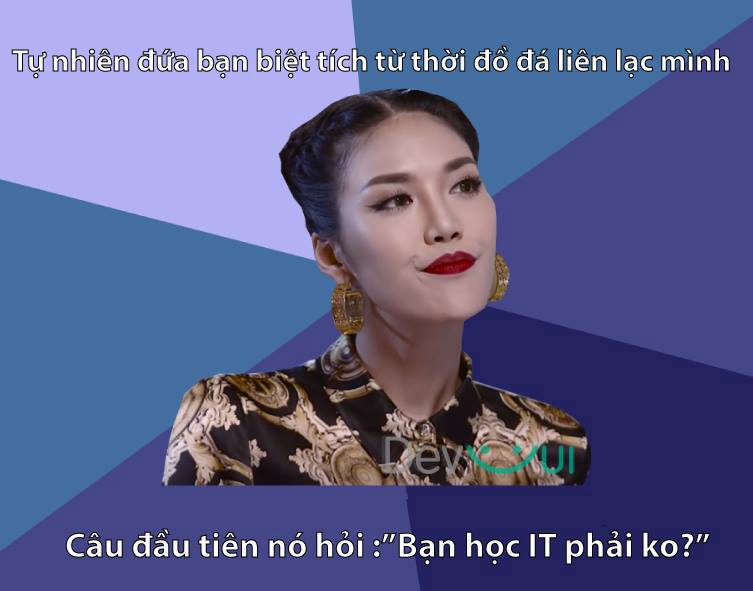 Tự nhiên đứa bạn biệt tích từ thời đồ đá liên lạc mình
DevVui
Câu đầu tiên nó hỏi :”Bạn học IT phải ko?”